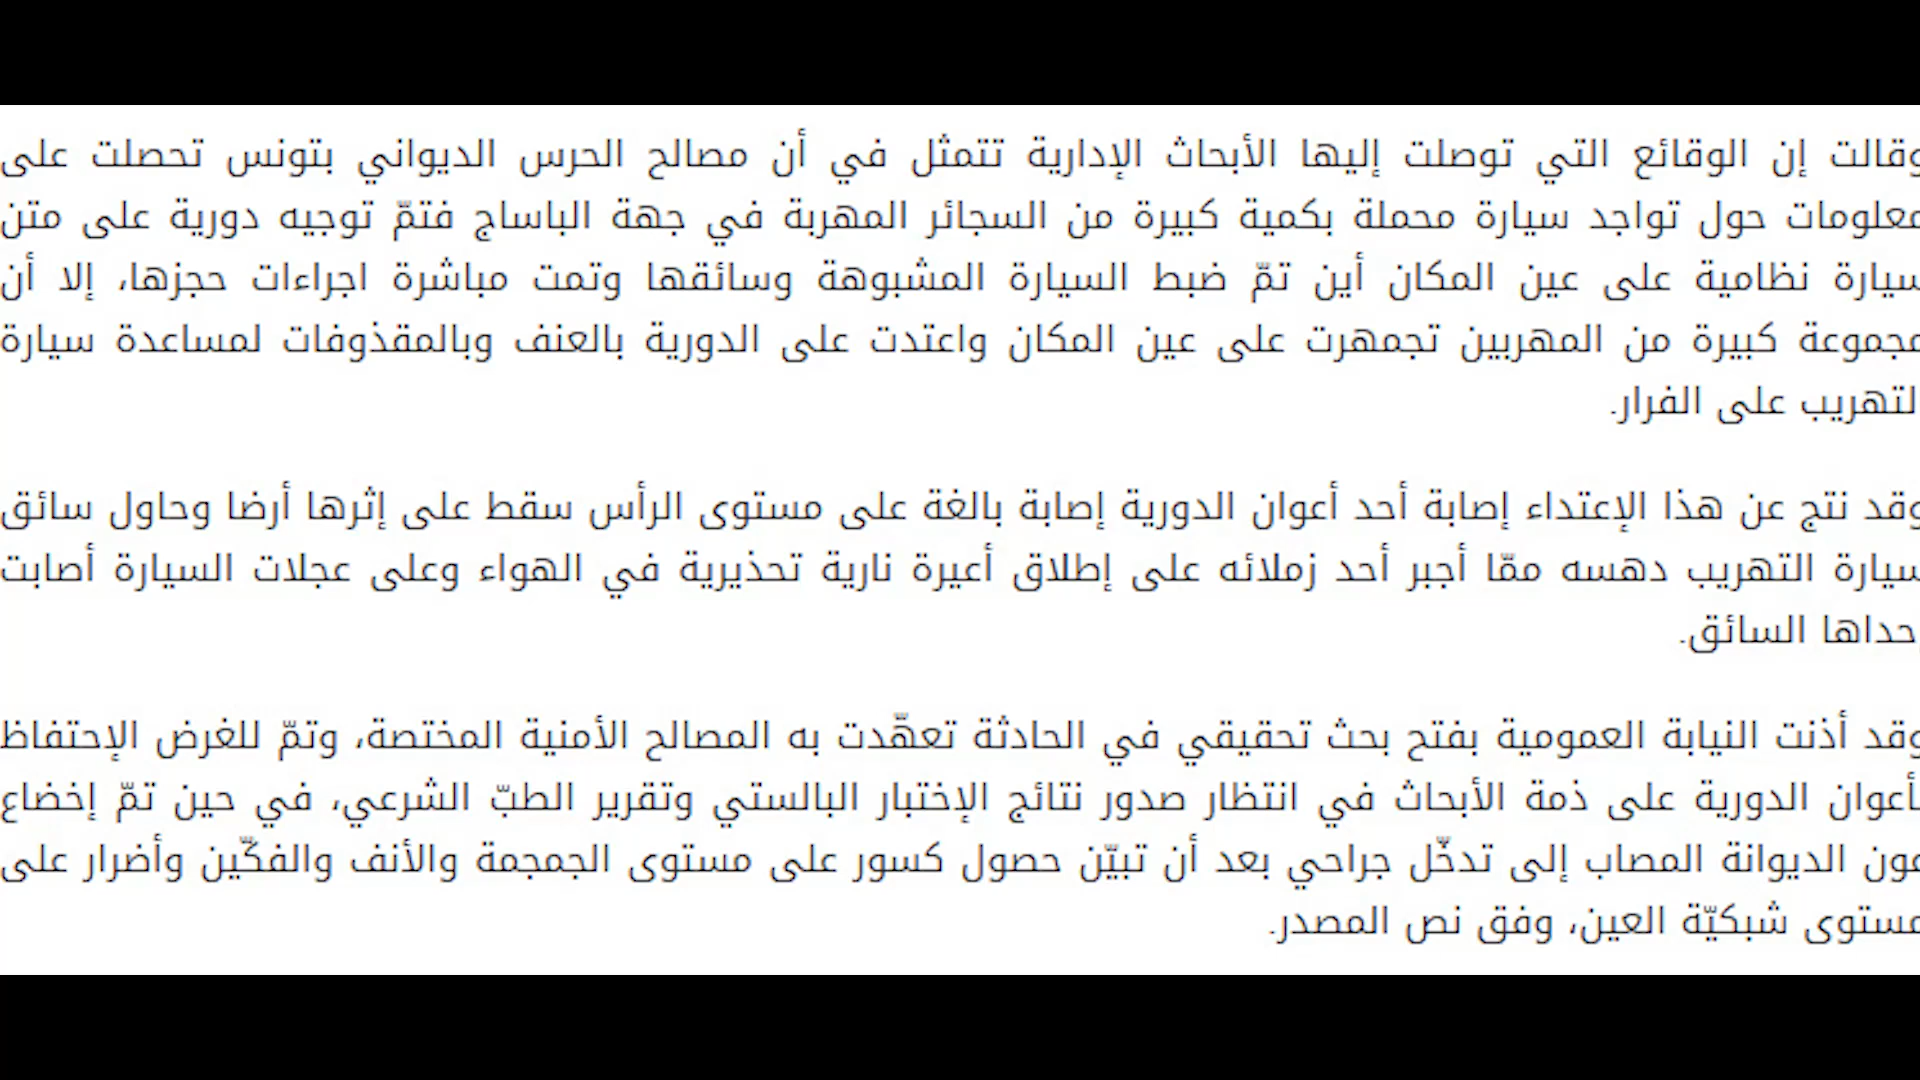 وقالت إن الوقائع التي توصلت إليها الأبحاث الإدارية تتمثل في أن مصالح الحرس الديواني بتونس تحصلت على
معلومات حول تواجد سيارة محملة بكمية كبيرة من السجائر المهربة في جهة الباساج فتمّ توجيه دورية على متن
سيارة نظامية على عين المكان أين تمّ ضبط السيارة المشبوهة وسائقها وتمت مباشرة اجراءات حجزها، إلا أن
مجموعة كبيرة من المهربين تجمهرت على عين المكان واعتدت على الدورية بالعنف وبالمقذوفات لمساعدة سيارة
التهريب على الفرار.
وقد نتج عن هذا الإعتداء إصابة أحد أعوان الدورية إصابة بالغة على مستوى الرأس سقط على إثرها أرضا وحاول سائق
سيارة التهريب دهسه ممّا أجبر أحد زملائه على إطلاق أعيرة نارية تحذيرية في الهواء وعلى عجلات السيارة أصابت
إحداها السائق.
وقد أذنت النيابة العمومية بفتح بحث تحقيقي في الحادثة تعهّدت به المصالح الأمنية المختصة، وتمّ للغرض الإحتفاظ
بأعوان الدورية على ذمة الأبحاث في انتظار صدور نتائج الإختبار البالستي وتقرير الطبّ الشرعي، في حين تمّ إخضاع
عون الديوانة المصاب إلى تدخّل جراحي بعد أن تبيّن حصول كسور على مستوى الجمجمة والأنف والفكّين وأضرار على
مستوى شبكيّة العين، وفق نص المصدر.